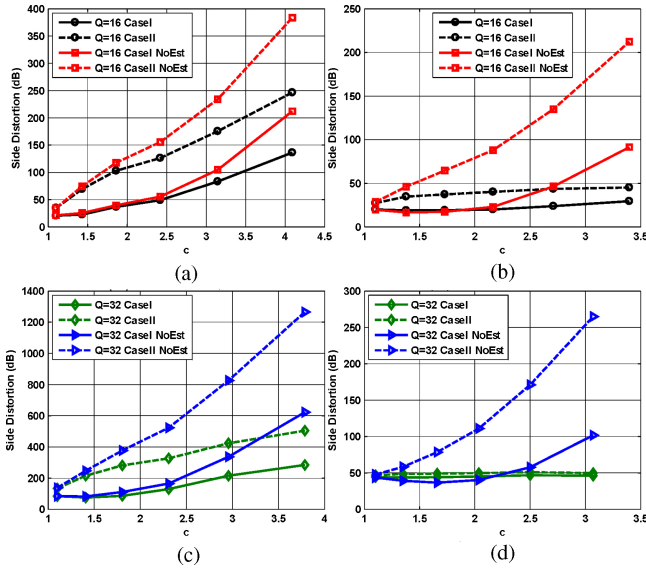 400
350
300
250
200
150
100
50
0
Side Distortion (dB)
Q=16 CaseI
Q=16 CaseII
Q=16 CaseI NoEst
Q=16 CaseII NoEst
1 1.5 2 2.5 3 3.5 4 4.5
c
(a)
250
200
150
100
50
0
Side Distortion (dB)
Q=16 CaseI
Q=16 CaseII
Q=16 CaseI NoEst
Q=16 CaseII NoEst
1 1.5 2 2.5 3 3.5
c
(b)
1400
1200
1000
800
600
400
200
0
Side Distortion (dB)
Q=32 CaseI
Q=32 CaseII
Q=32 CaseI NoEst
Q=32 CaseII NoEst
1 1.5 2 2.5 3 3.5 4
c
(c)
300
250
200
150
100
50
0
Side Distortion (dB)
Q=32 CaseI
Q=32 CaseII
Q=32 CaseI NoEst
Q=32 CaseII NoEst
1 1.5 2 2.5 3 3.5
c
(d)